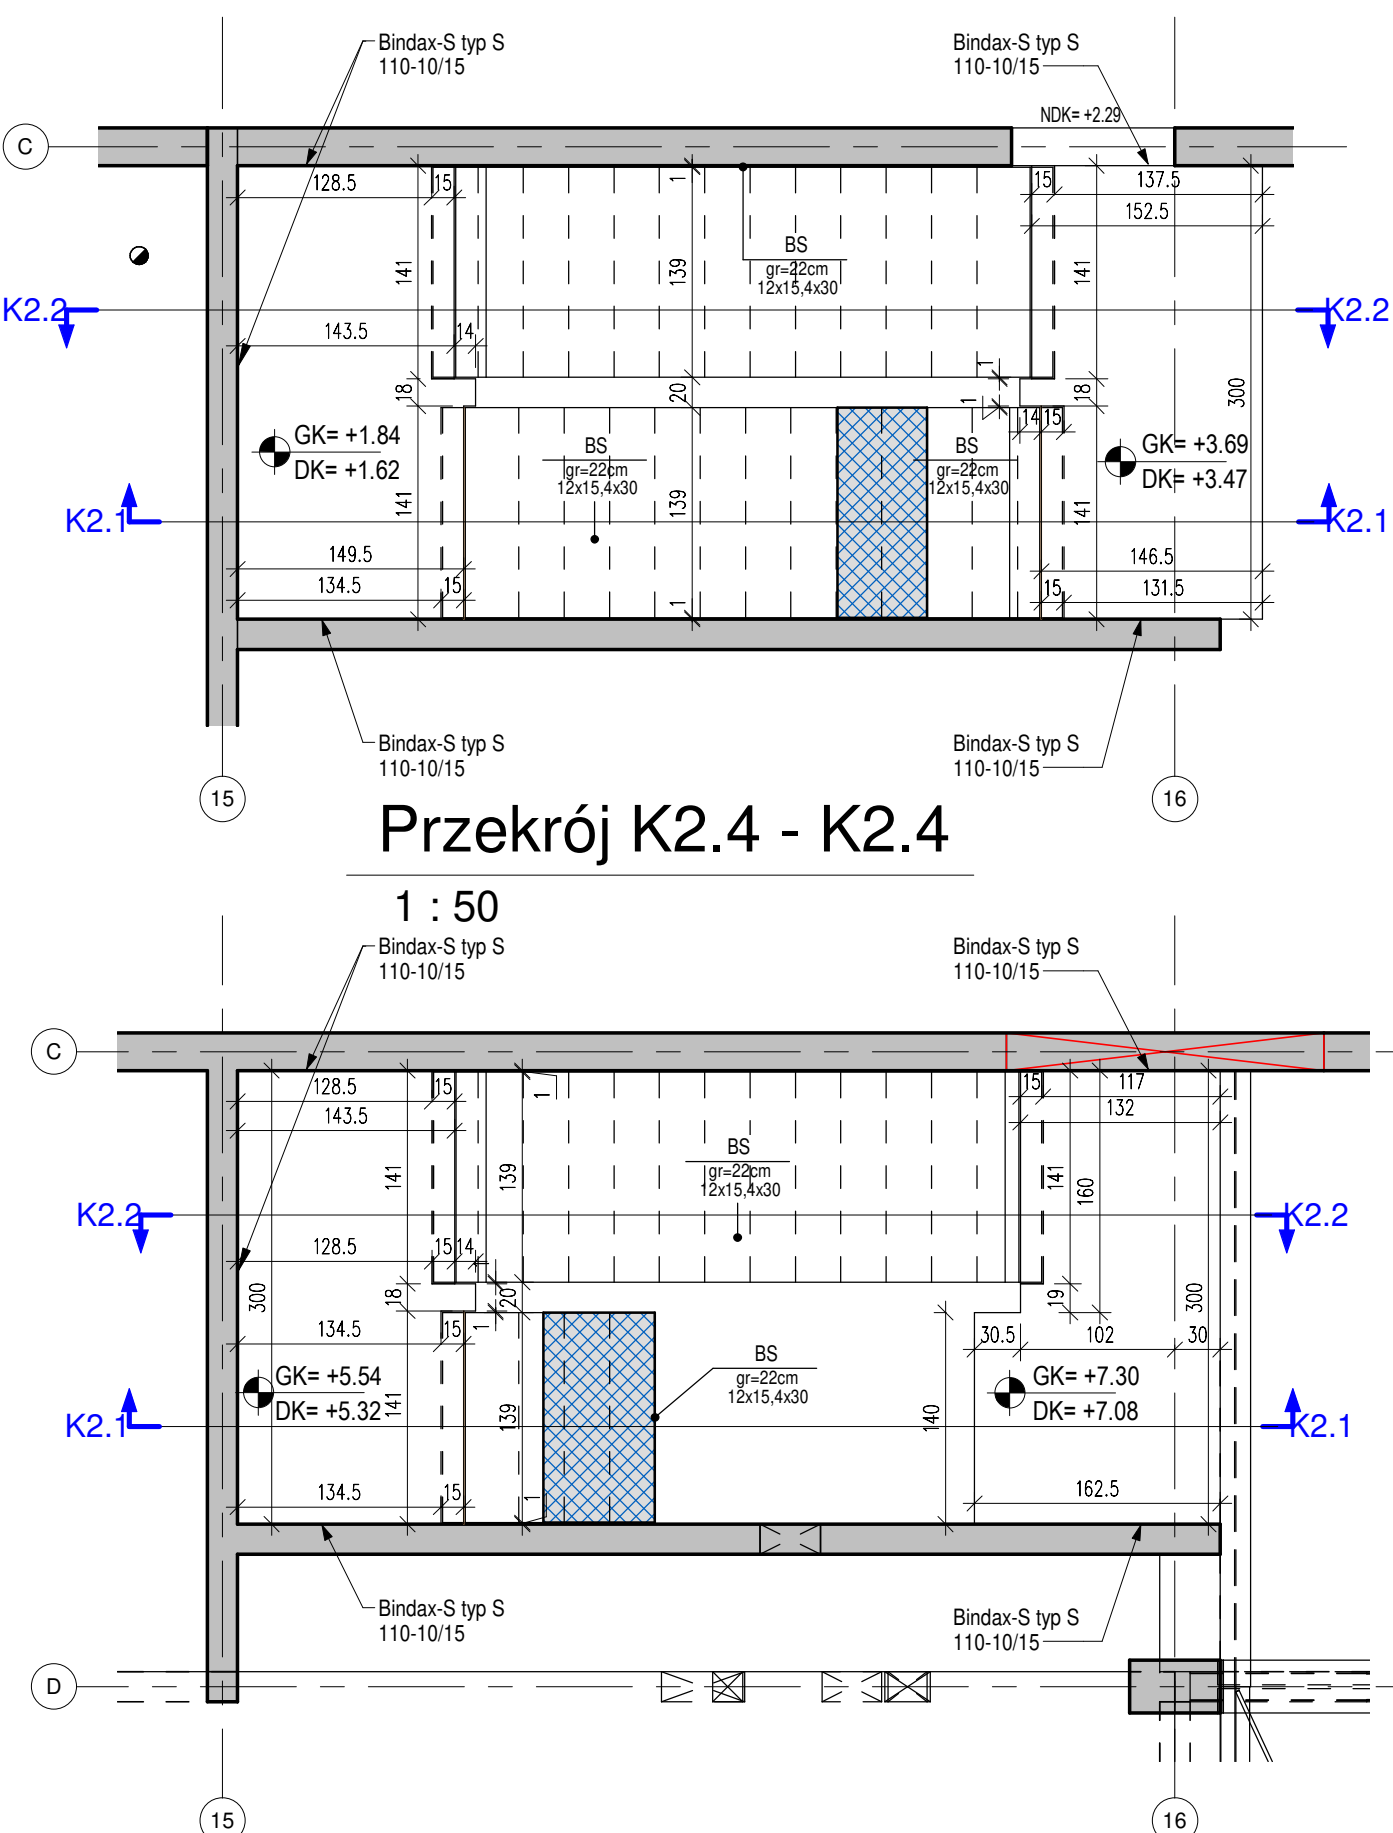 Bindax-S typ S
110-10/15
Bindax-S typ S
110-10/15
NDK= +2.29
C
128.5
15
1
15
137.5
152.5
BS
gr=22cm
12x15,4x30
141
139
141
K2.2
K2.2
143.5
14
1
18
20
1
18
300
14
15
GK= +1.84
DK= +1.62
BS
gr=22cm
12x15,4x30
BS
gr=22cm
12x15,4x30
GK= +3.69
DK= +3.47
141
139
141
K2.1
K2.1
149.5
146.5
134.5
15
1
15
131.5
Bindax-S typ S
110-10/15
Bindax-S typ S
110-10/15
15
16
Przekrój K2.4 - K2.4
1 : 50
Bindax-S typ S
110-10/15
Bindax-S typ S
110-10/15
C
128.5
15
1
15
117
143.5
132
BS
gr=22cm
12x15,4x30
141
139
141
160
K2.2
K2.2
128.5
15
14
300
18
20
1
19
300
134.5
15
30.5
102
30
GK= +5.54
DK= +5.32
BS
gr=22cm
12x15,4x30
GK= +7.30
DK= +7.08
141
139
140
K2.1
K2.1
134.5
15
1
162.5
Bindax-S typ S
110-10/15
Bindax-S typ S
110-10/15
D
15
16